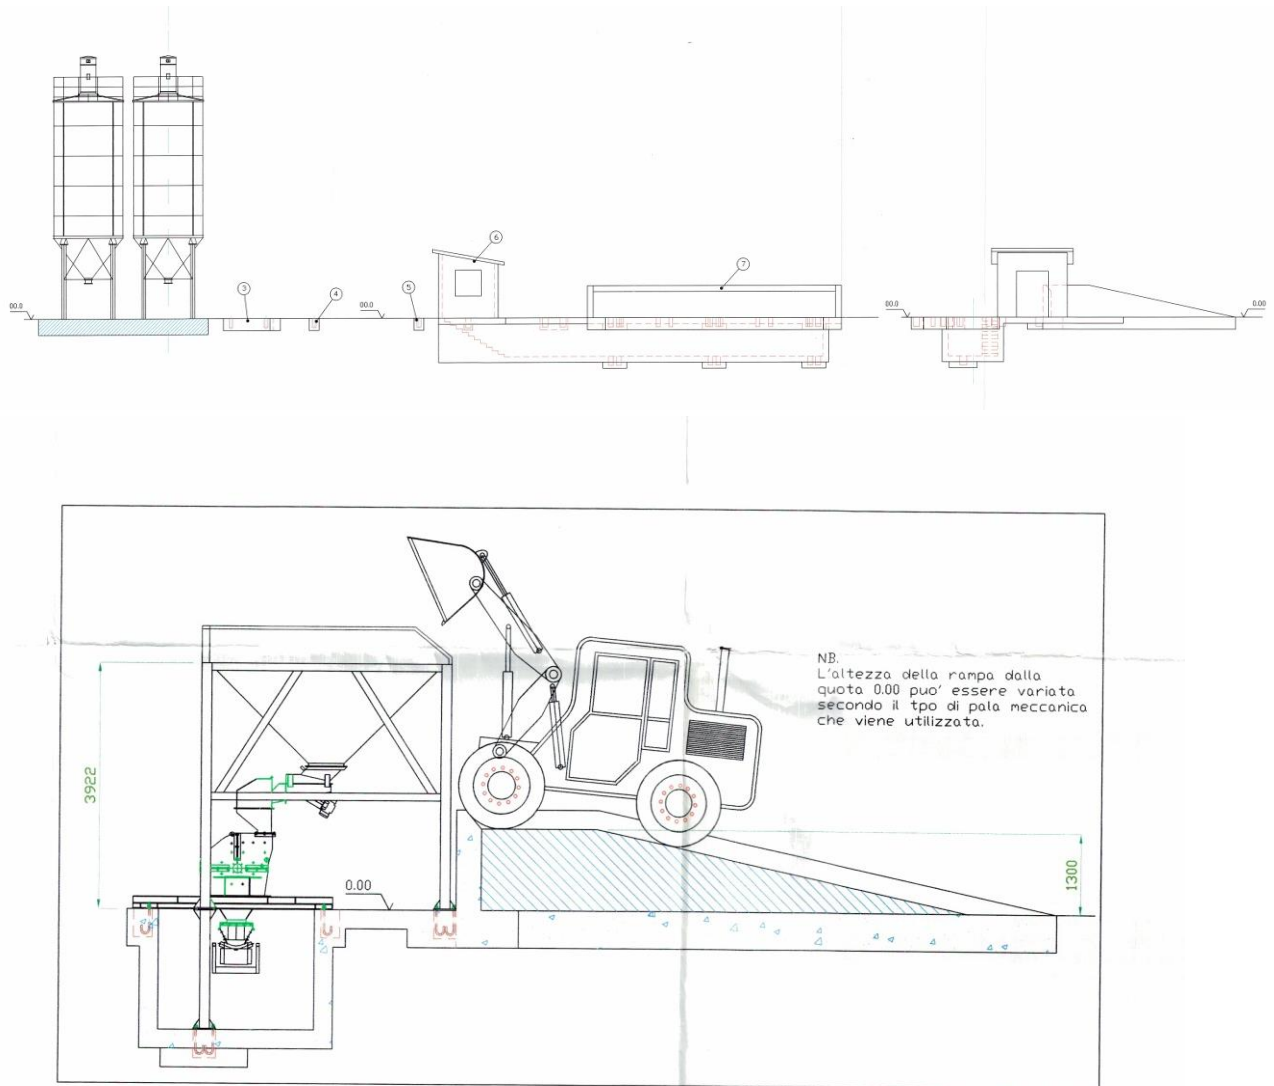 6
7
3
4
5
00.0
00.0
00.0
0.00
NB.
L'altezza della rampa dalla
quota 0.00 puo' essere variata
secondo il tpo di pala meccanica
che viene utilizzata.
3922
0.00
1300